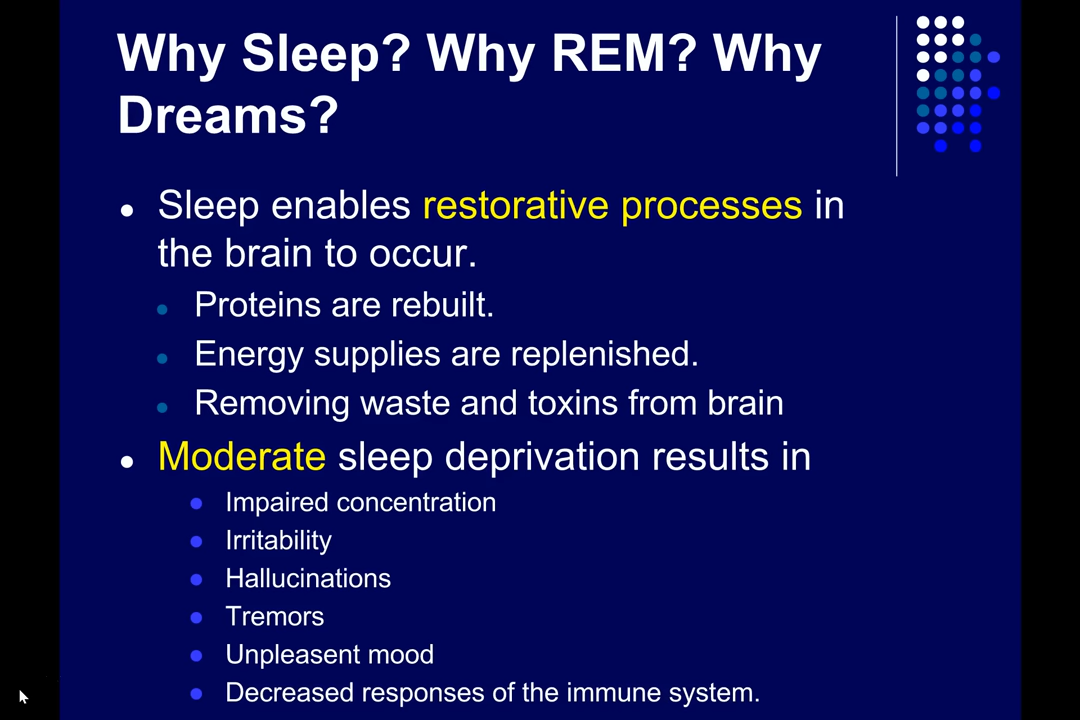 Why Sleep? Why REM? Why
Dreams?
Sleep enables restorative processes in
the brain to occur.
Proteins are rebuilt.
Energy supplies are replenished.
Removing waste and toxins from brain
Moderate sleep deprivation results in
Impaired concentration
Irritability
Hallucinations
Tremors
Unpleasent mood
Decreased responses of the immune system.